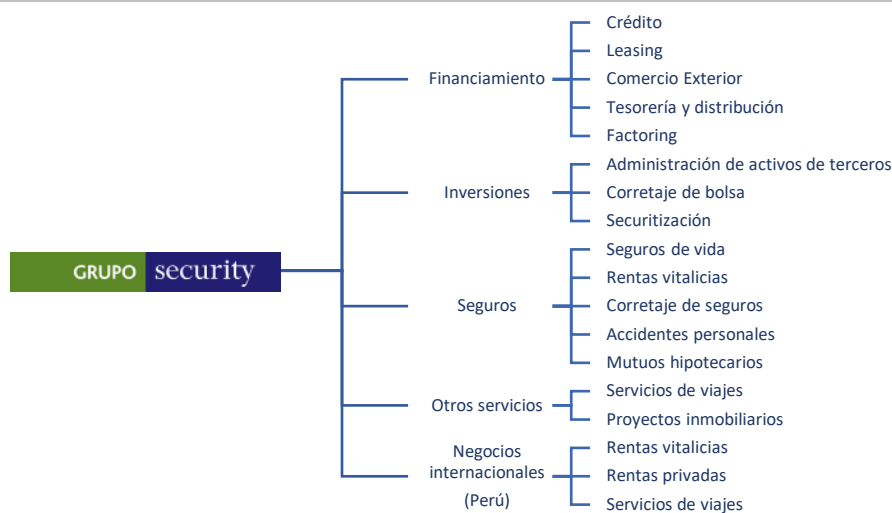 GRUPO security
Financiamiento
Crédito
Leasing
Comercio Exterior
Tesorería y distribución
Factoring
Inversiones
Administración de activos de terceros
Corretaje de bolsa
Securitización
Seguros
Seguros de vida
Rentas vitalicias
Corretaje de seguros
Accidentes personales
Mutuos hipotecarios
Otros servicios
Servicios de viajes
Proyectos inmobiliarios
Negocios
internacionales
(Perú)
Rentas vitalicias
Rentas privadas
Servicios de viajes